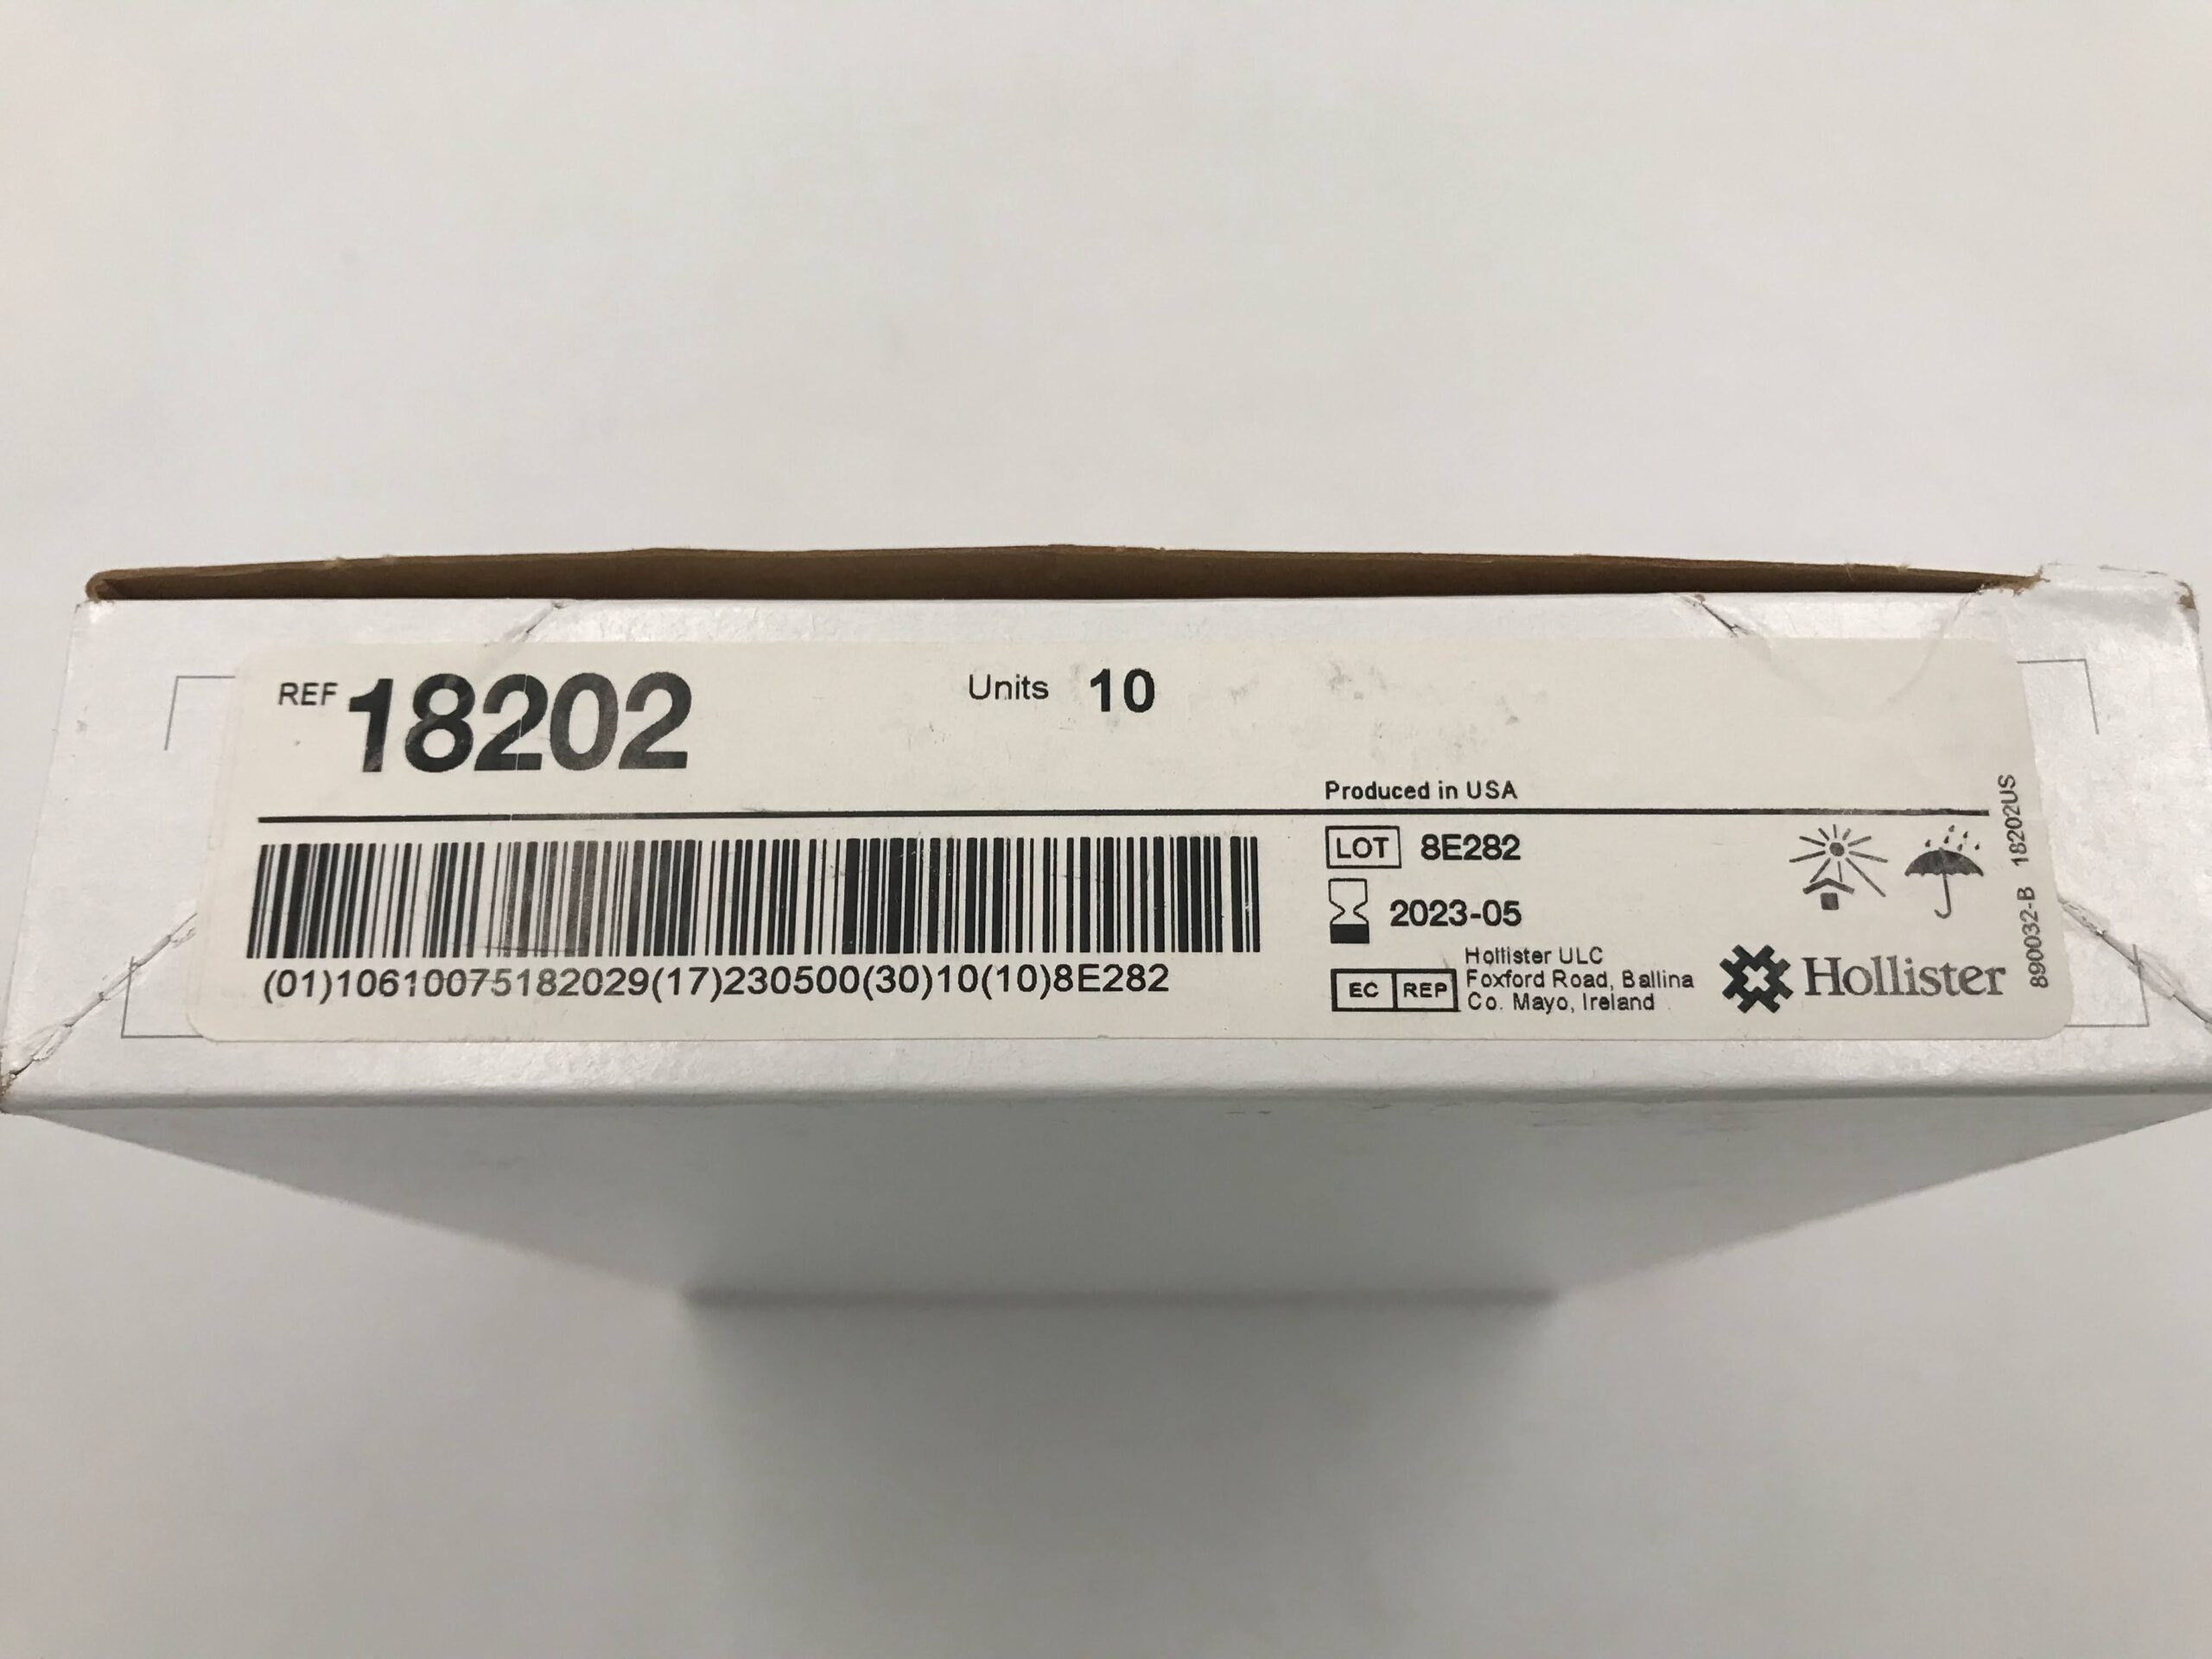 REF 18202 Units 10
Produced in USA
LOT 8E282
2023-05
(01)10610075182029(17)230500(30)10(10)8E282
EC REP
Hollister ULC
Foxford Road, Ballina
Co. Mayo, Ireland
Hollister
890032-B 18202US